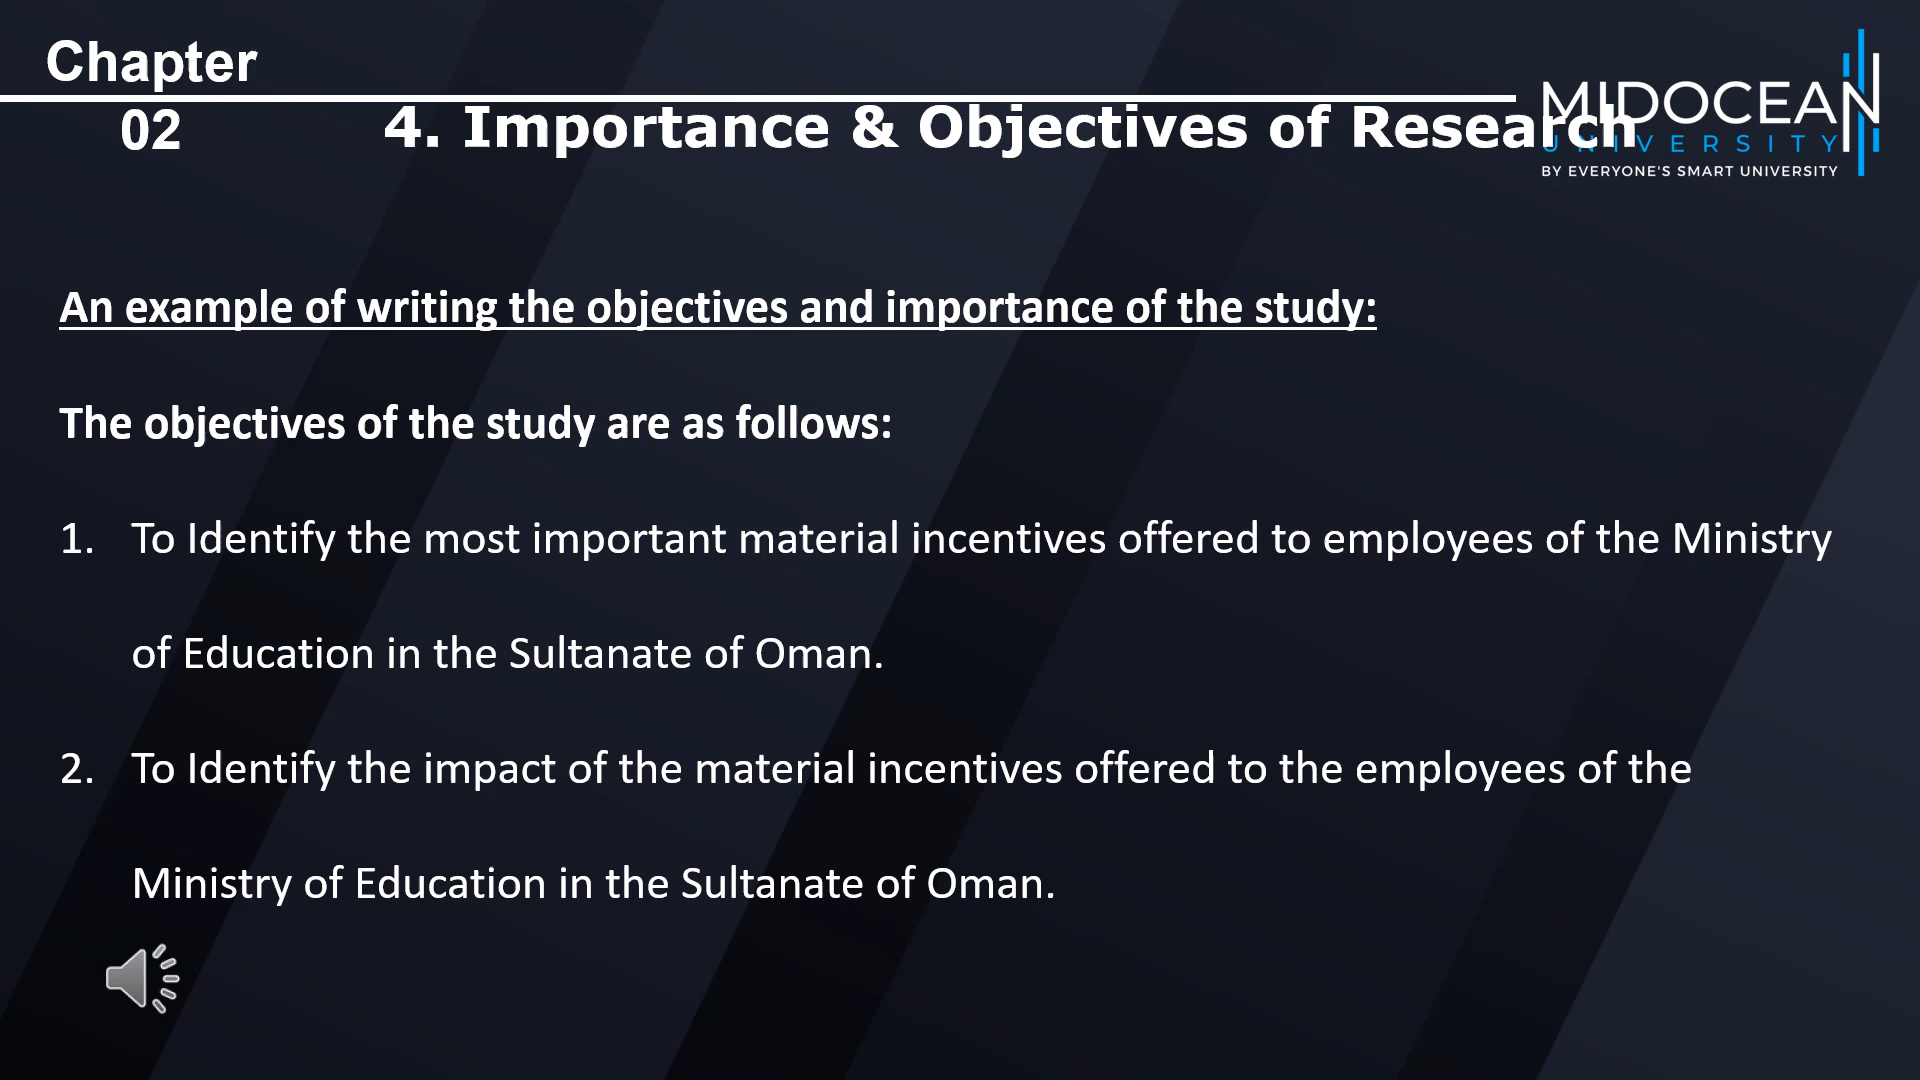 Chapter
02
4. Importance & Objectives of Research
MIDOCEAN
UNIVERSITY
BY EVERYONE'S SMART UNIVERSITY
An example of writing the objectives and importance of the study:
The objectives of the study are as follows:
1. To Identify the most important material incentives offered to employees of the Ministry
of Education in the Sultanate of Oman.
2. To Identify the impact of the material incentives offered to the employees of the
Ministry of Education in the Sultanate of Oman.